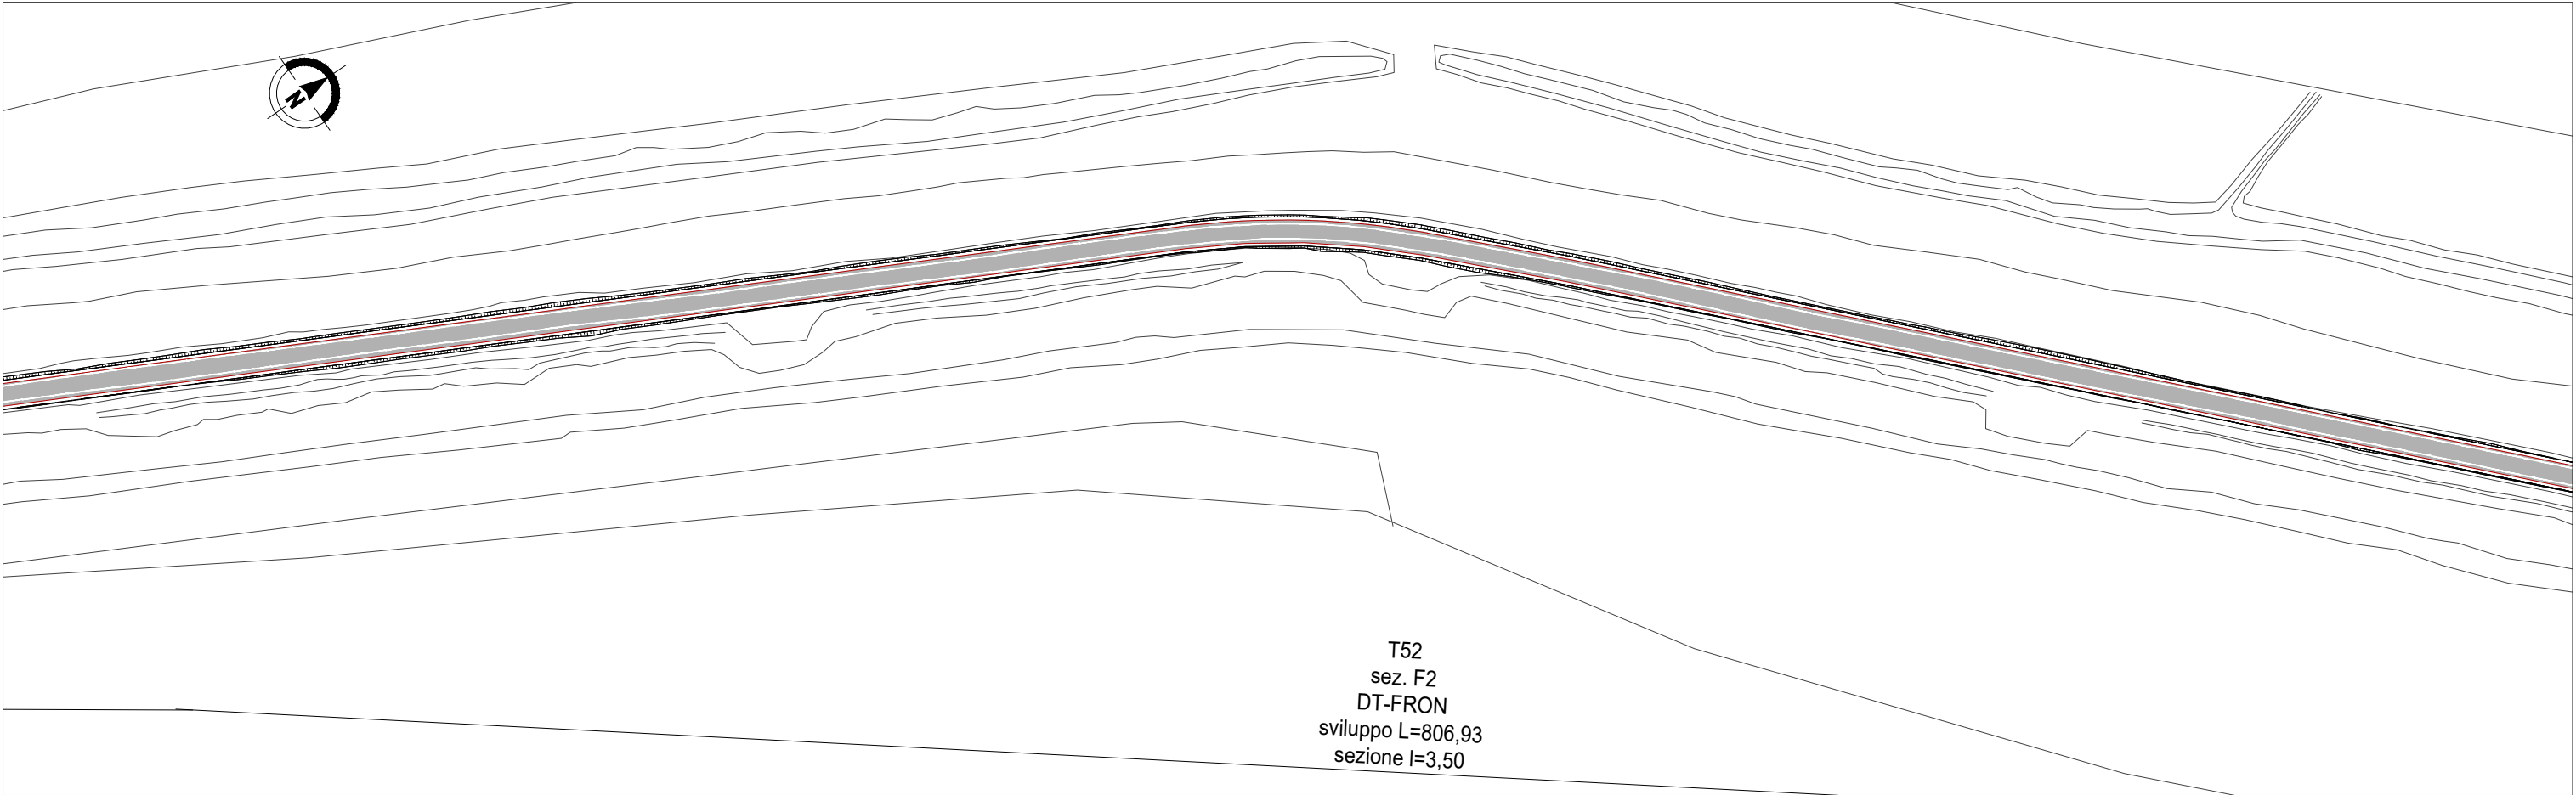 N
T52
sez. F2
DT-FRON
sviluppo L=806,93
sezione l=3,50